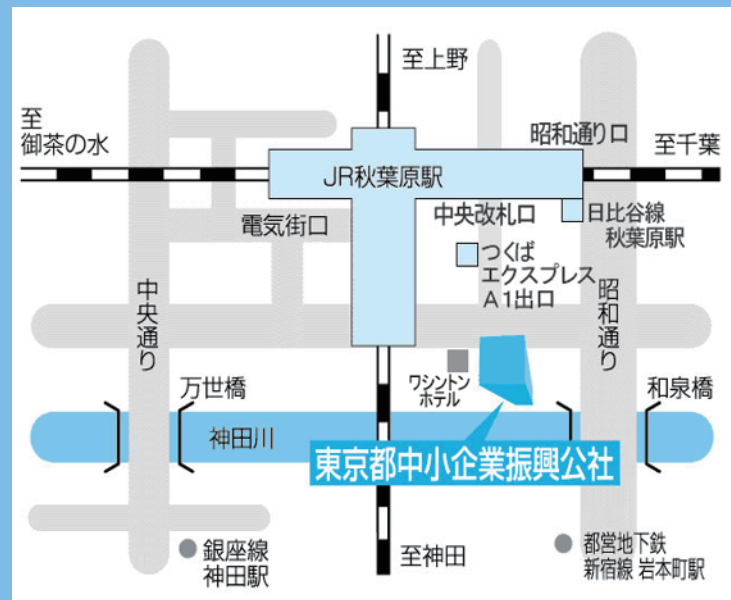 至上野
至
御茶の水
昭和通り口
至千葉
JR秋葉原駅
電気街口
中央改札口
日比谷線
秋葉原駅
つくば
エクスプレス
A1出口
中央通り
昭和通り
ワシントン
ホテル
万世橋
和泉橋
神田川
東京都中小企業振興公社
銀座線
神田駅
至神田
都営地下鉄
新宿線 岩本町駅